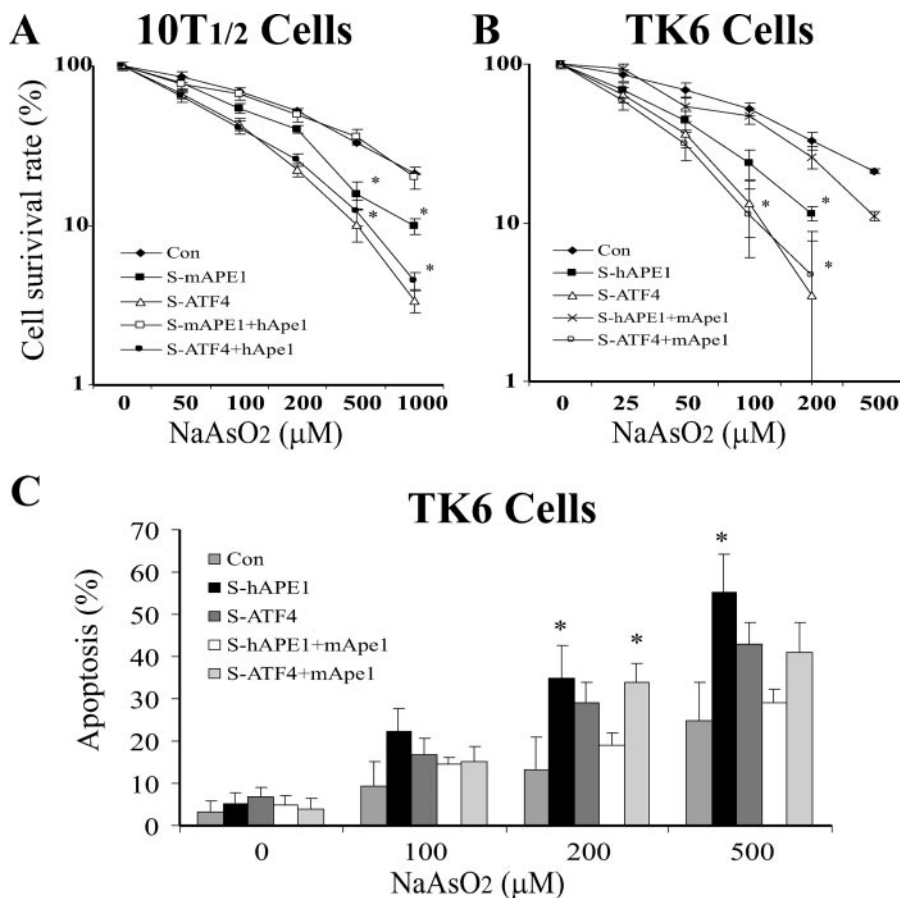 A
10T1/2 Cells
Cell surivival rate (%)
100
10
1
Con
S-mAPE1
S-ATF4
S-mAPE1+hApe1
S-ATF4+hApe1
*
*
*
*
0 50 100 200 500 1000
NaAsO2 (μM)
B
TK6 Cells
100
10
1
Con
S-hAPE1
S-ATF4
S-hAPE1+mApe1
S-ATF4+mApe1
*
*
*
0 25 50 100 200 500
NaAsO2 (μM)
C
TK6 Cells
Apoptosis (%)
70
60
50
40
30
20
10
0
Con
S-hAPE1
S-ATF4
S-hAPE1+mApe1
S-ATF4+mApe1
*
*
*
0 100 200 500
NaAsO2 (μM)